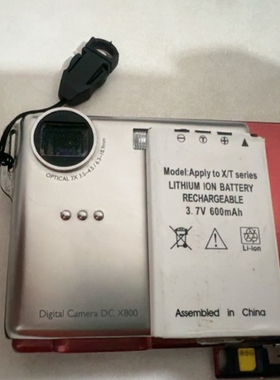 OPTICAL 3X
Digital Camera DC X800
Model:Apply to X/T series
LITHIUM ION BATTERY
RECHARGEABLE
3.7V 600mAh
Li-ion
Assembled in China